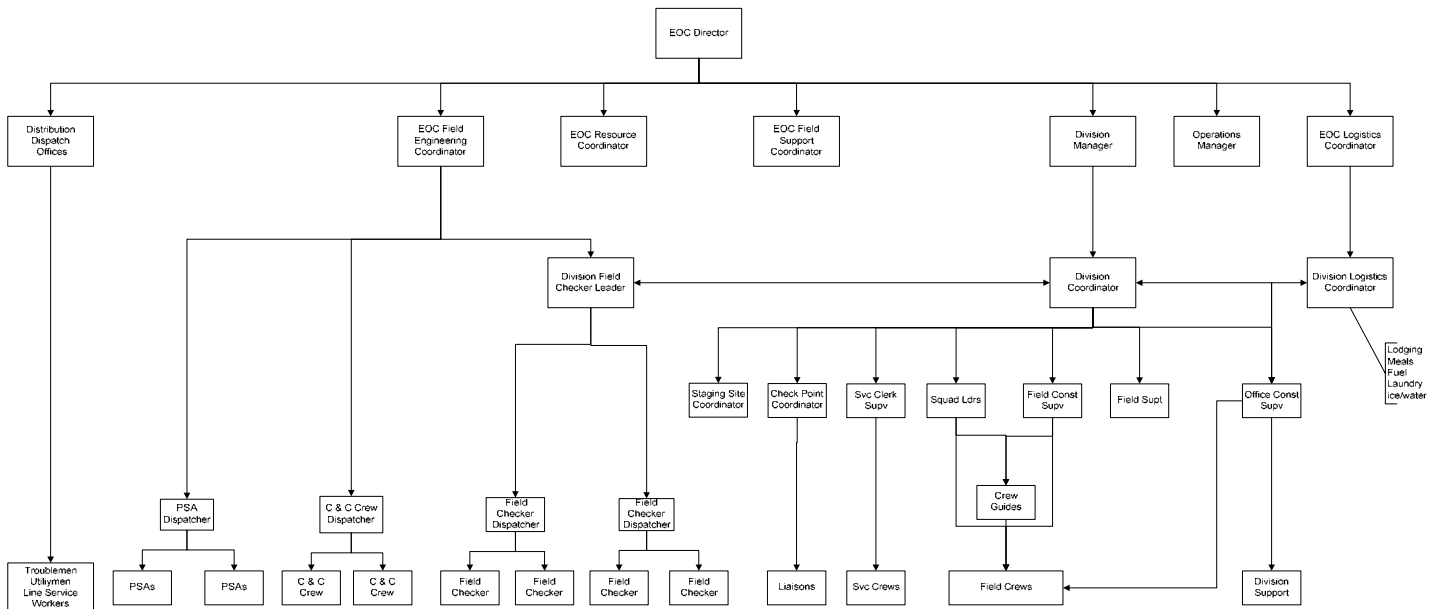 EOC Director
Distribution
Dispatch
Offices
EOC Field
Engineering
Coordinator
EOC Resource
Coordinator
EOC Field
Support
Coordinator
Division
Manager
Operations
Manager
EOC Logistics
Coordinator
Division Field
Checker Leader
Division
Coordinator
Division Logistics
Coordinator
Lodging
Meals
Fuel
Laundry
ice/water
Staging Site
Coordinator
Check Point
Coordinator
Svc Clerk
Supv
Squad Ldrs
Field Const
Supv
Field Supt
Office Const
Supv
PSA
Dispatcher
C & C Crew
Dispatcher
Field
Checker
Dispatcher
Field
Checker
Dispatcher
Crew
Guides
Troublemen
Utiliymen
Line Service
Workers
PSAs
PSAs
C & C
Crew
C & C
Crew
Field
Checker
Field
Checker
Field
Checker
Field
Checker
Liaisons
Svc Crews
Field Crews
Division
Support